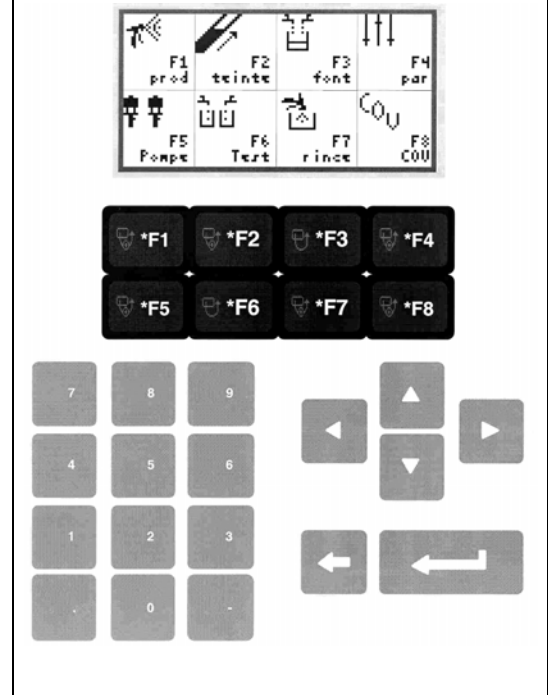 F1 F2 F3 F4
prod teinte font par
COV
F5 F6 F7 F8
Pompe Test rince COV
*F1 *F2 *F3 *F4
*F5 *F6 *F7 *F8
7 8 9
4 5 6
1 2 3
. 0 -